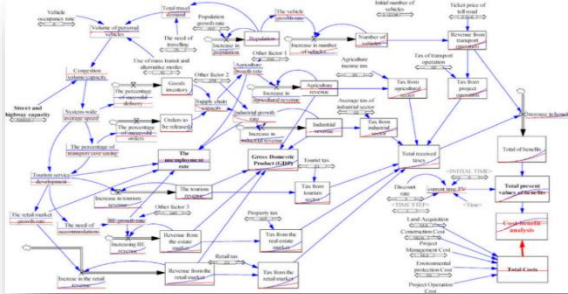 Vehicle
occupancy rate
Total travel
demand
Population
growth rate
The vehicle
growth rate
Initial number of
vehicles
Ticket price of
toll road
Volume of personal
vehicles
The need of
travelling
Population
Increase in
population
Increase in number of
vehicles
Number of
vehicles
Revenue from
transport
operation
Use of mass transit and
alternative modes
Other factor 1
Agriculture
income tax
Tax of transport
operation
Congestion
Other factor 2
Agriculture
growth rate
Goods
inventory
The percentage
of successful
delivery
Increase in
agricultural revenue
Agriculture
revenue
Tax from
agricultural
sector
Tax from
project
operation
Street and
highway capacity
System-wide
average speed
Supply chain
capacity
Orders to
be released
The percentage
of successful
orders
Industrial growth
rate
Increase in
industrial revenue
Industrial
revenue
Average tax of
industrial sector
Tax from
industrial
sector
Increase in benefit
The percentage of
transport cost saving
Total of benefits
Tourism service
development
The
unemployment
rate
Gross Domestic
Product (GDP)
Tourist tax
Total received
taxes
<INITIAL TIME>
Discount
rate
current time PV
Total present
values of benefits
<TIME STEP>
<Time>
Increase in tourism
revenue
The tourism
revenue
Tax from
tourism
sector
The retail market
growth rate
The need of
accommodations
RE growth rate
Other factor 3
Property tax
Land Acquisition
Construction Cost
Cost-benefit
analysis
Increasing RE
revenue
Revenue from
the estate
market
Tax from the
real estate
market
Project
Management Cost
Environmental
protection Cost
Total Costs
Increase in the retail
revenue
Revenue from the
retail market
Retail tax
Tax from the
retail market
Project Operation
Cost